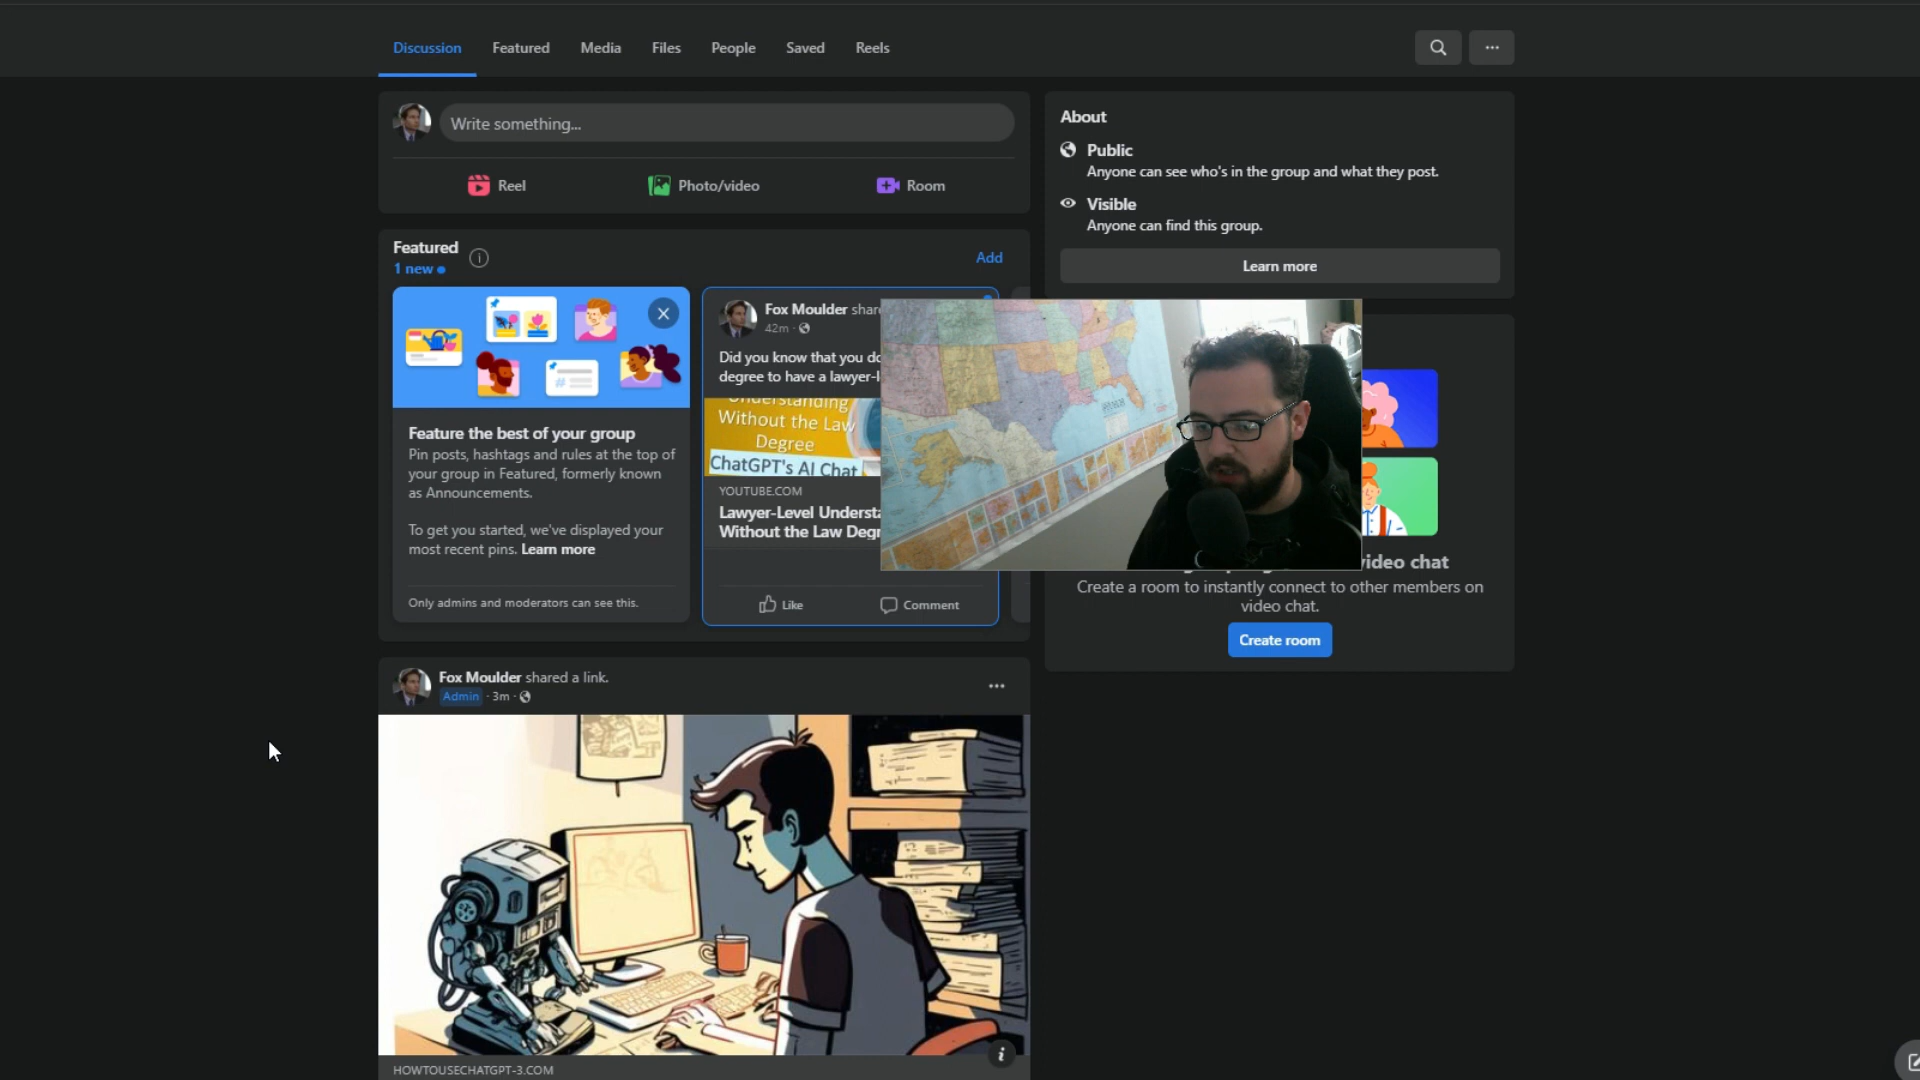 Discussion
Featured
Media
Files
People
Saved
Reels
Write something...
Reel
Photo/video
Room
Featured
1 new
Add
Feature the best of your group
Pin posts, hashtags and rules at the top of
your group in Featured, formerly known
as Announcements.
To get you started, we've displayed your
most recent pins. Learn more
Only admins and moderators can see this.
Fox Moulder
42m
Did you know that you
degree to have a
Understanding
Without the Law
Degree
ChatGPT's AI Chat
YOUTUBE.COM
Lawyer-Level
Without the Law
Like
Comment
Fox Moulder shared a link.
Admin · 3m ·
HOWTOUSECHATGPT-3.COM
About
Public
Anyone can see who's in the group and what they post.
Visible
Anyone can find this group.
Learn more
video chat
Create a room to instantly connect to other members on
video chat.
Create room